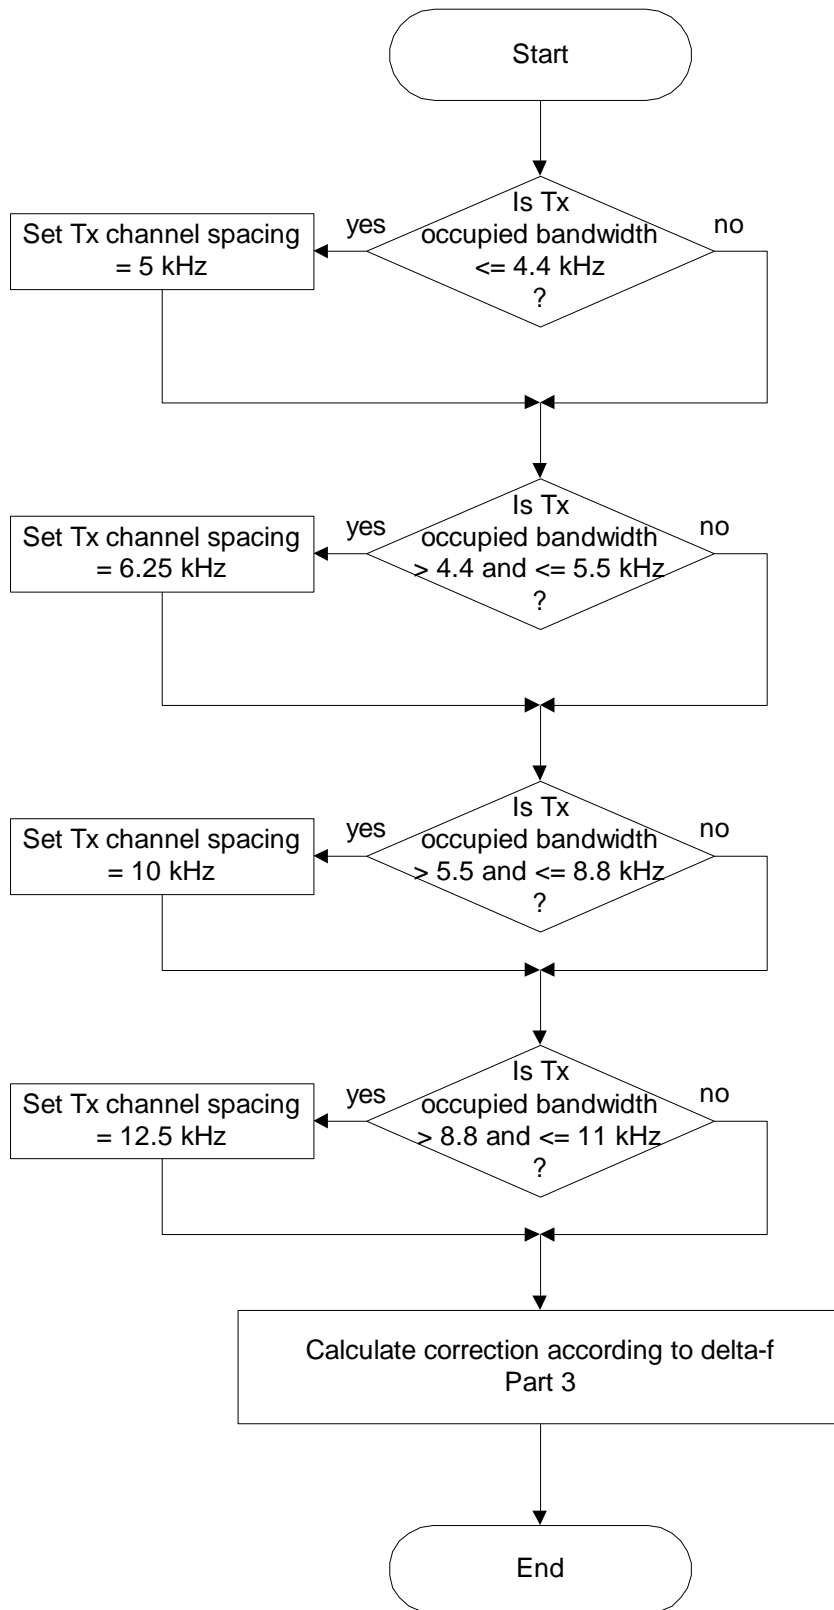 Start
Is Tx
occupied bandwidth
<= 4.4 kHz
?
yes
no
Set Tx channel spacing
= 5 kHz
Is Tx
occupied bandwidth
> 4.4 and <= 5.5 kHz
?
yes
no
Set Tx channel spacing
= 6.25 kHz
Is Tx
occupied bandwidth
> 5.5 and <= 8.8 kHz
?
yes
no
Set Tx channel spacing
= 10 kHz
Is Tx
occupied bandwidth
> 8.8 and <= 11 kHz
?
yes
no
Set Tx channel spacing
= 12.5 kHz
Calculate correction according to delta-f
Part 3
End